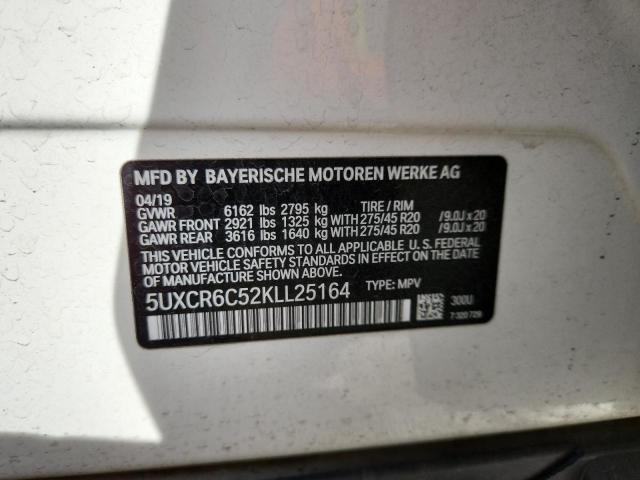 MFD BY BAYERISCHE MOTOREN WERKE AG
04/19 TIRE / RIM
GVWR 6162 lbs 2795 kg
GAWR FRONT 2921 lbs 1325 kg WITH 275/45 R20 /9.0J x 20
GAWR REAR 3616 lbs 1640 kg WITH 275/45 R20 /9.0J x 20
THIS VEHICLE CONFORMS TO ALL APPLICABLE U. S. FEDERAL
MOTOR VEHICLE SAFETY STANDARDS IN EFFECT ON THE DATE
OF MANUFACTURE SHOWN ABOVE.
5UXCR6C52KLL25164 TYPE: MPV
300U
7 320 729